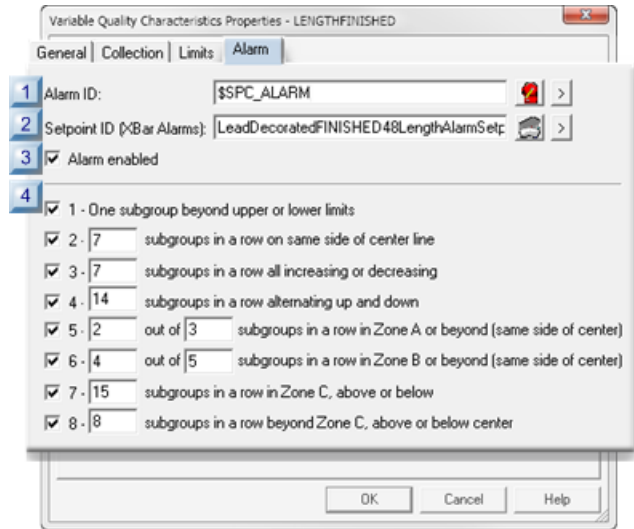 Variable Quality Characteristics Properties - LENGTHFINISHED
General Collection Limits Alarm
1 Alarm ID: $SPC_ALARM >
2 Setpoint ID (XBar Alarms): LeadDecoratedFINISHED48LengthAlarmSetp >
3 Alarm enabled
4
1 - One subgroup beyond upper or lower limits
2 - 7 subgroups in a row on same side of center line
3 - 7 subgroups in a row all increasing or decreasing
4 - 14 subgroups in a row alternating up and down
5 - 2 out of 3 subgroups in a row in Zone A or beyond (same side of center)
6 - 4 out of 5 subgroups in a row in Zone B or beyond (same side of center)
7 - 15 subgroups in a row in Zone C, above or below
8 - 8 subgroups in a row beyond Zone C, above or below center
OK Cancel Help